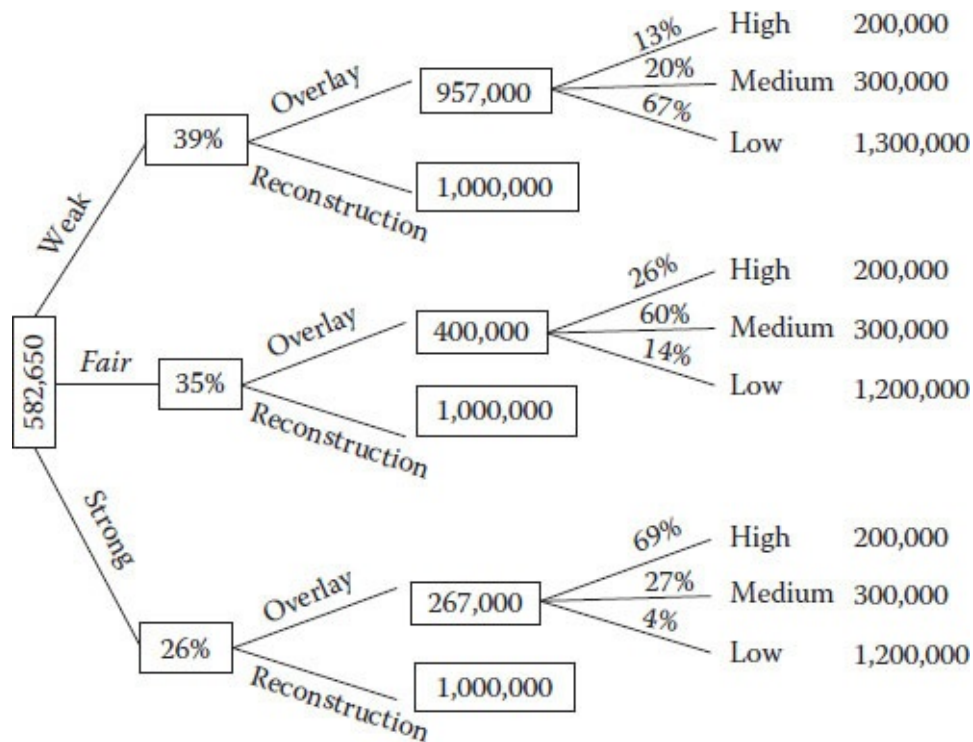 13% High 200,000
Overlay 957,000 20% Medium 300,000
39% 67% Low 1,300,000
Reconstruction 1,000,000
Weak
26% High 200,000
Overlay 400,000 60% Medium 300,000
582,650 Fair 35% 14% Low 1,200,000
Reconstruction 1,000,000
Strong
69% High 200,000
Overlay 267,000 27% Medium 300,000
26% 4% Low 1,200,000
Reconstruction 1,000,000